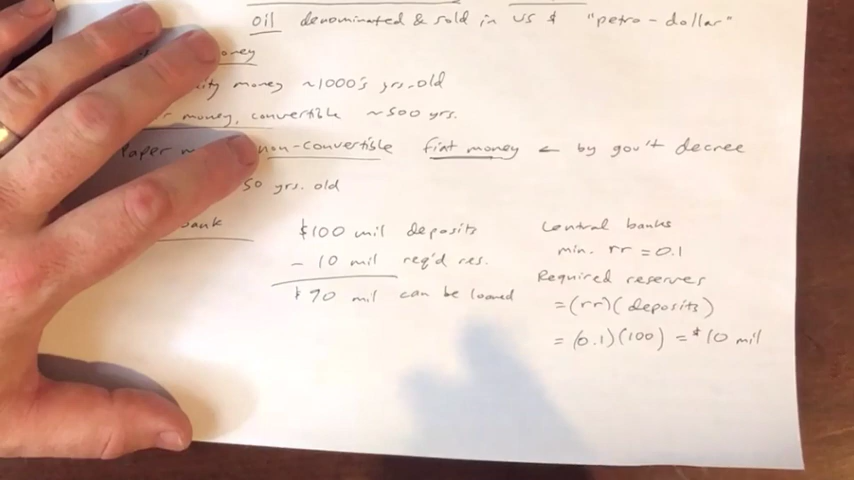 oil denominated & sold in US $ "petro-dollar"
money
money ~1000's yrs. old
money, convertible ~500 yrs.
Paper non-convertible fiat money ← by gov't decree
50 yrs. old
bank $100 mil deposits Central banks
- 10 mil req'd res. min. rr = 0.1
$90 mil can be loaned Required reserves
= (rr)(deposits)
= (0.1)(100) = $10 mil